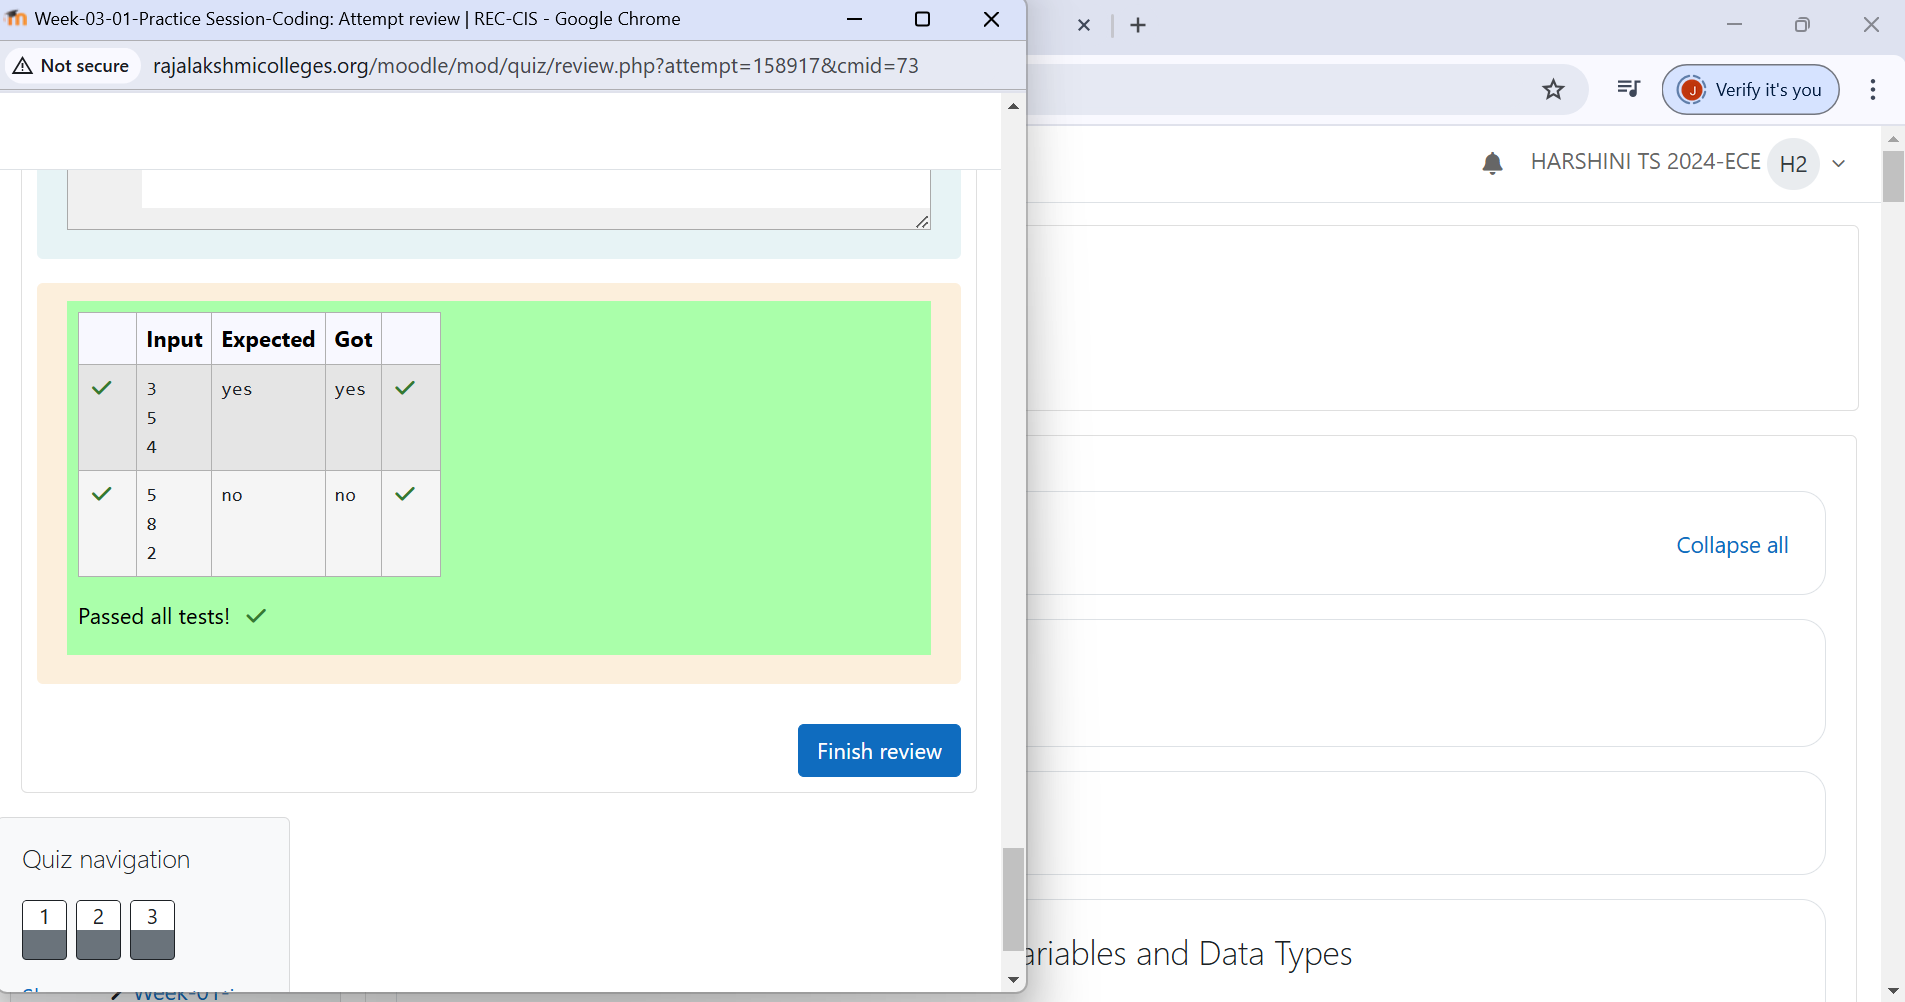 Week-03-01-Practice Session-Coding: Attempt review | REC-CIS - Google Chrome
Not secure rajalakshmicolleges.org/moodle/mod/quiz/review.php?attempt=158917&cmid=73
J Verify it's you
HARSHINI TS 2024-ECE H2
Input Expected Got
3 yes yes
5
4
5 no no
8
2
Passed all tests!
Finish review
Collapse all
Quiz navigation
1 2 3
ariables and Data Types